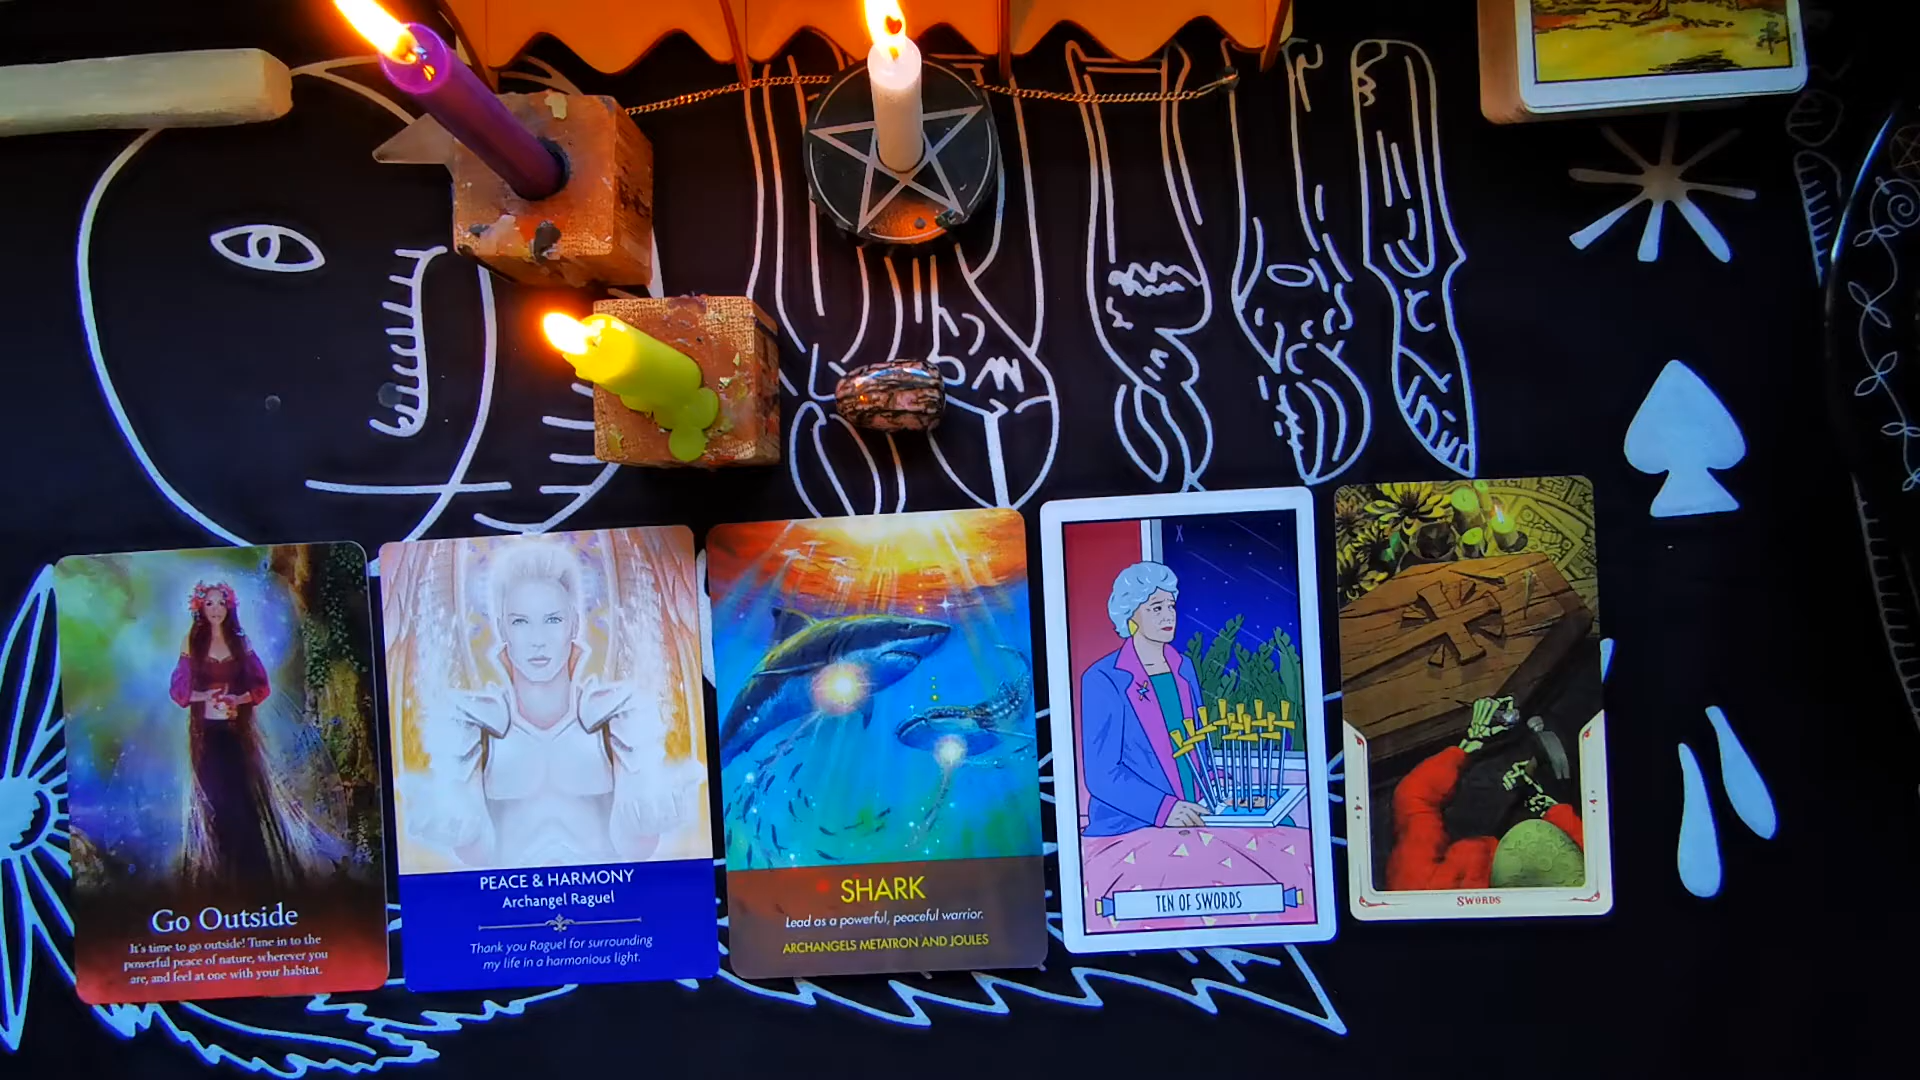 Go Outside
It's time to go outside! Tune in to the
powerful peace of nature, wherever you
are, and feel at one with your habitat.
PEACE & HARMONY
Archangel Raguel
Thank you Raguel for surrounding
my life in a harmonious light.
SHARK
Lead as a powerful, peaceful warrior.
ARCHANGELS METATRON AND JOULES
X
TEN OF SWORDS
4
4
SWORDS